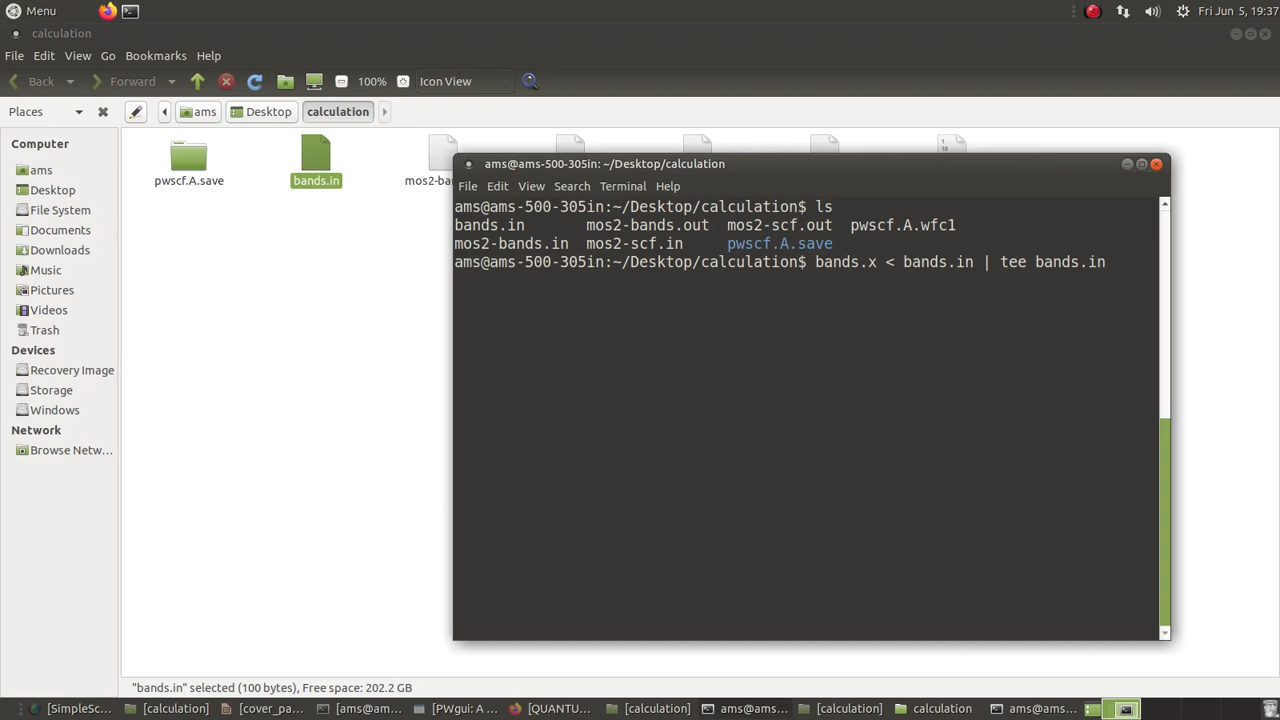 Menu
Fri Jun 5, 19:37
calculation
File Edit View Go Bookmarks Help
Back Forward 100% Icon View
Places ams Desktop calculation
Computer
ams
Desktop
File System
Documents
Downloads
Music
Pictures
Videos
Trash
Devices
Recovery Image
Storage
Windows
Network
Browse Netw...
pwscf.A.save
bands.in
ams@ams-500-305in: ~/Desktop/calculation
File Edit View Search Terminal Help
ams@ams-500-305in:~/Desktop/calculation$ ls
bands.in mos2-bands.out mos2-scf.out pwscf.A.wfc1
mos2-bands.in mos2-scf.in pwscf.A.save
ams@ams-500-305in:~/Desktop/calculation$ bands.x < bands.in | tee bands.in
"bands.in" selected (100 bytes), Free space: 202.2 GB
[SimpleSc... [calculation] [cover_pa... [ams@am... [PWgui: A ... [QUANTU... [calculation] ams@ams... [calculation] calculation ams@ams...